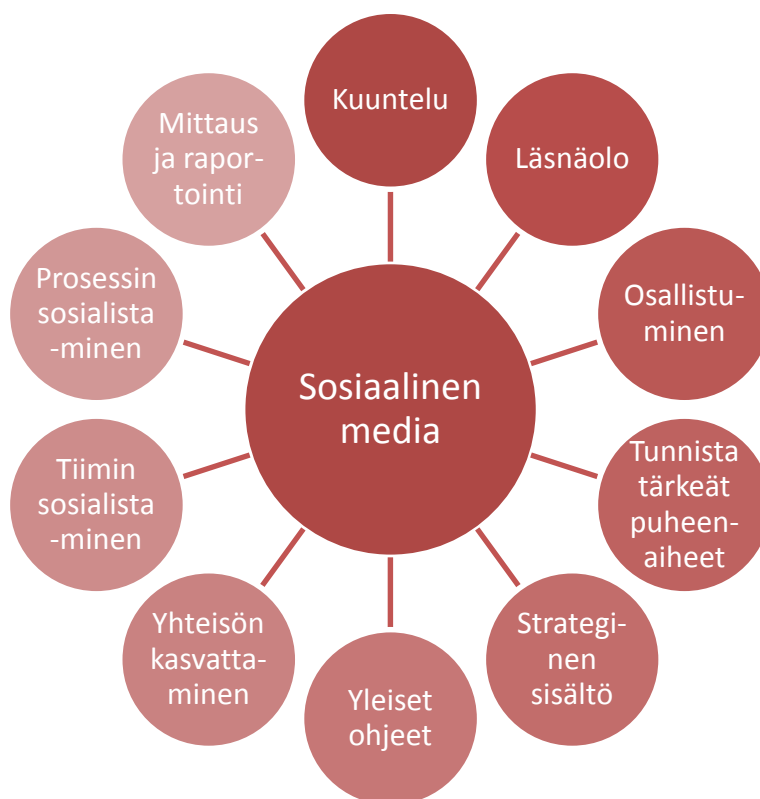 Kuuntelu
Läsnäolo
Osallistu-
minen
Tunnista
tärkeät
puheen-
aiheet
Strategi-
nen
sisältö
Yleiset
ohjeet
Yhteisön
kasvatta-
minen
Tiimin
sosialista
-minen
Prosessin
sosialista
-minen
Mittaus
ja rapor-
tointi
Sosiaalinen
media